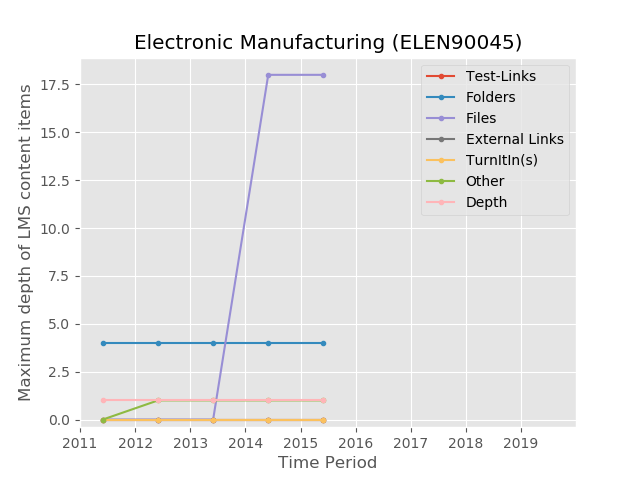 Electronic Manufacturing (ELEN90045)
Maximum depth of LMS content items
17.5
15.0
12.5
10.0
7.5
5.0
2.5
0.0
Test-Links
Folders
Files
External Links
TurnItIn(s)
Other
Depth
2011 2012 2013 2014 2015 2016 2017 2018 2019
Time Period